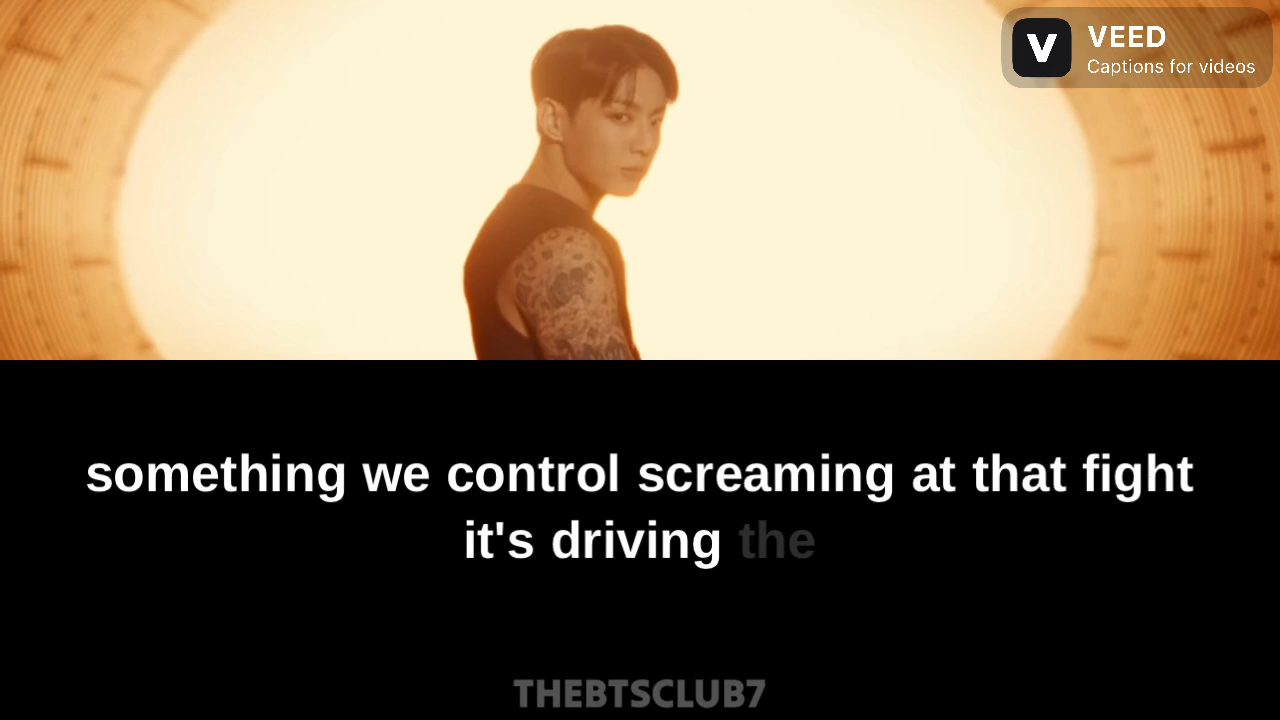 VEED
Captions for videos
something we control screaming at that fight
it's driving the
THEBTSCLUB7